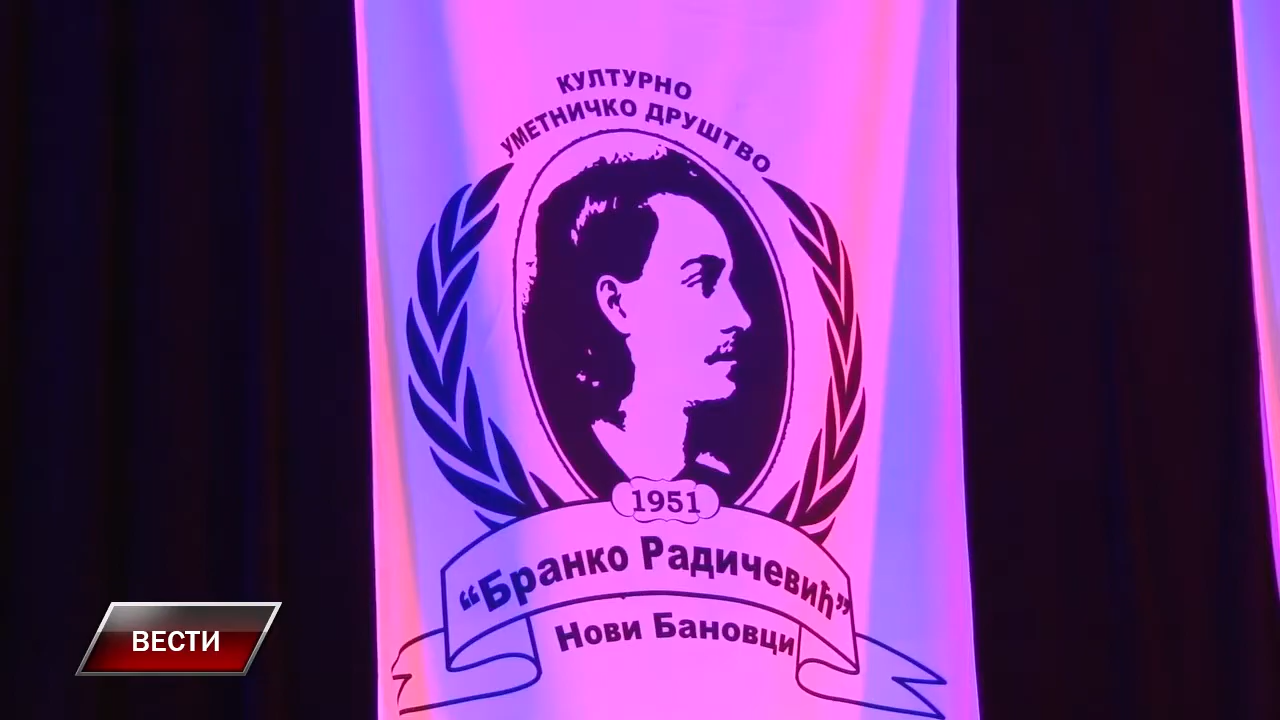 КУЛТУРНО
УМЕТНИЧКО ДРУШТВО
1951
“Бранко Радичевић”
Нови Бановци
ВЕСТИ